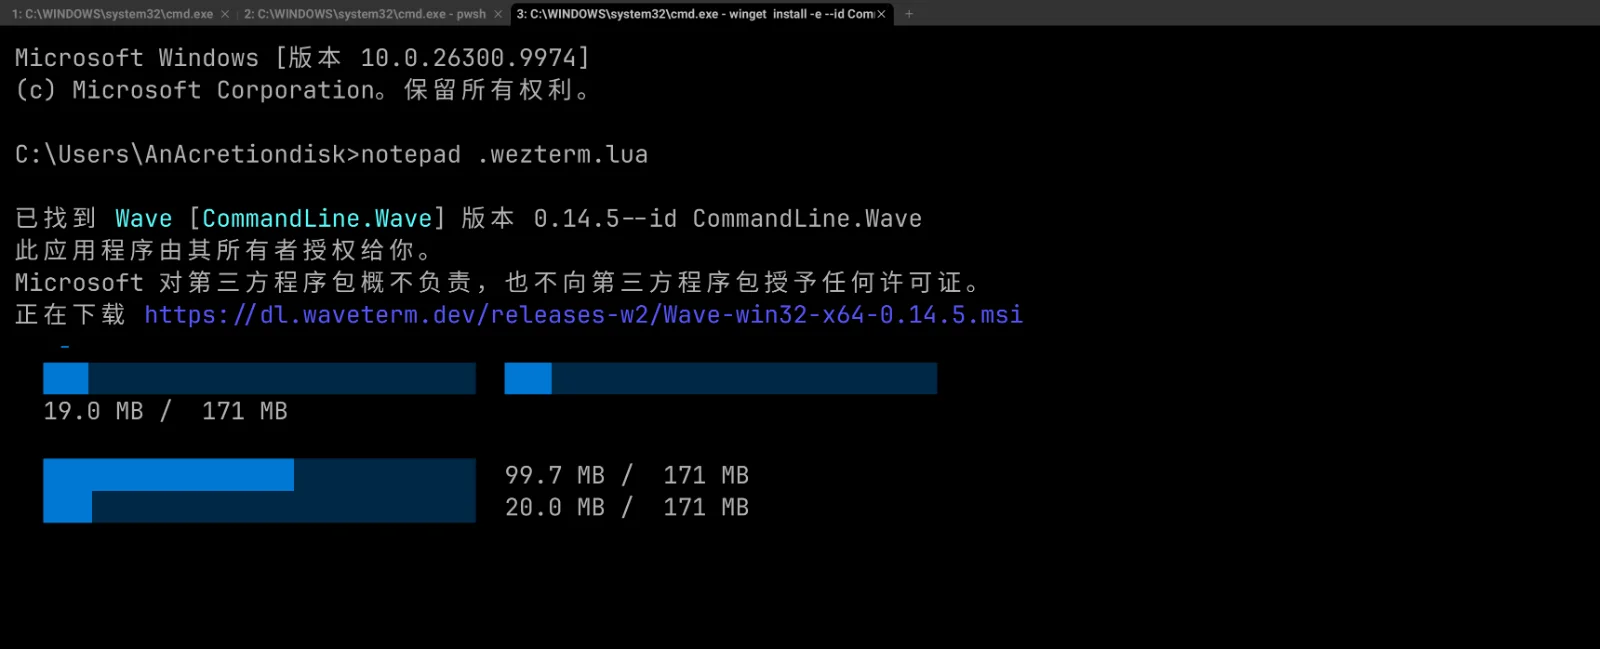 1: C:\WINDOWS\system32\cmd.exe × 2: C:\WINDOWS\system32\cmd.exe - pwsh × 3: C:\WINDOWS\system32\cmd.exe - winget install -e --id Com × +
Microsoft Windows [版本 10.0.26300.9974]
(c) Microsoft Corporation。保留所有权利。
C:\Users\AnAcretiondisk>notepad .wezterm.lua
已找到 Wave [CommandLine.Wave] 版本 0.14.5--id CommandLine.Wave
此应用程序由其所有者授权给你。
Microsoft 对第三方程序包概不负责，也不向第三方程序包授予任何许可证。
正在下载 https://dl.waveterm.dev/releases-w2/Wave-win32-x64-0.14.5.msi
-
19.0 MB / 171 MB
99.7 MB / 171 MB
20.0 MB / 171 MB